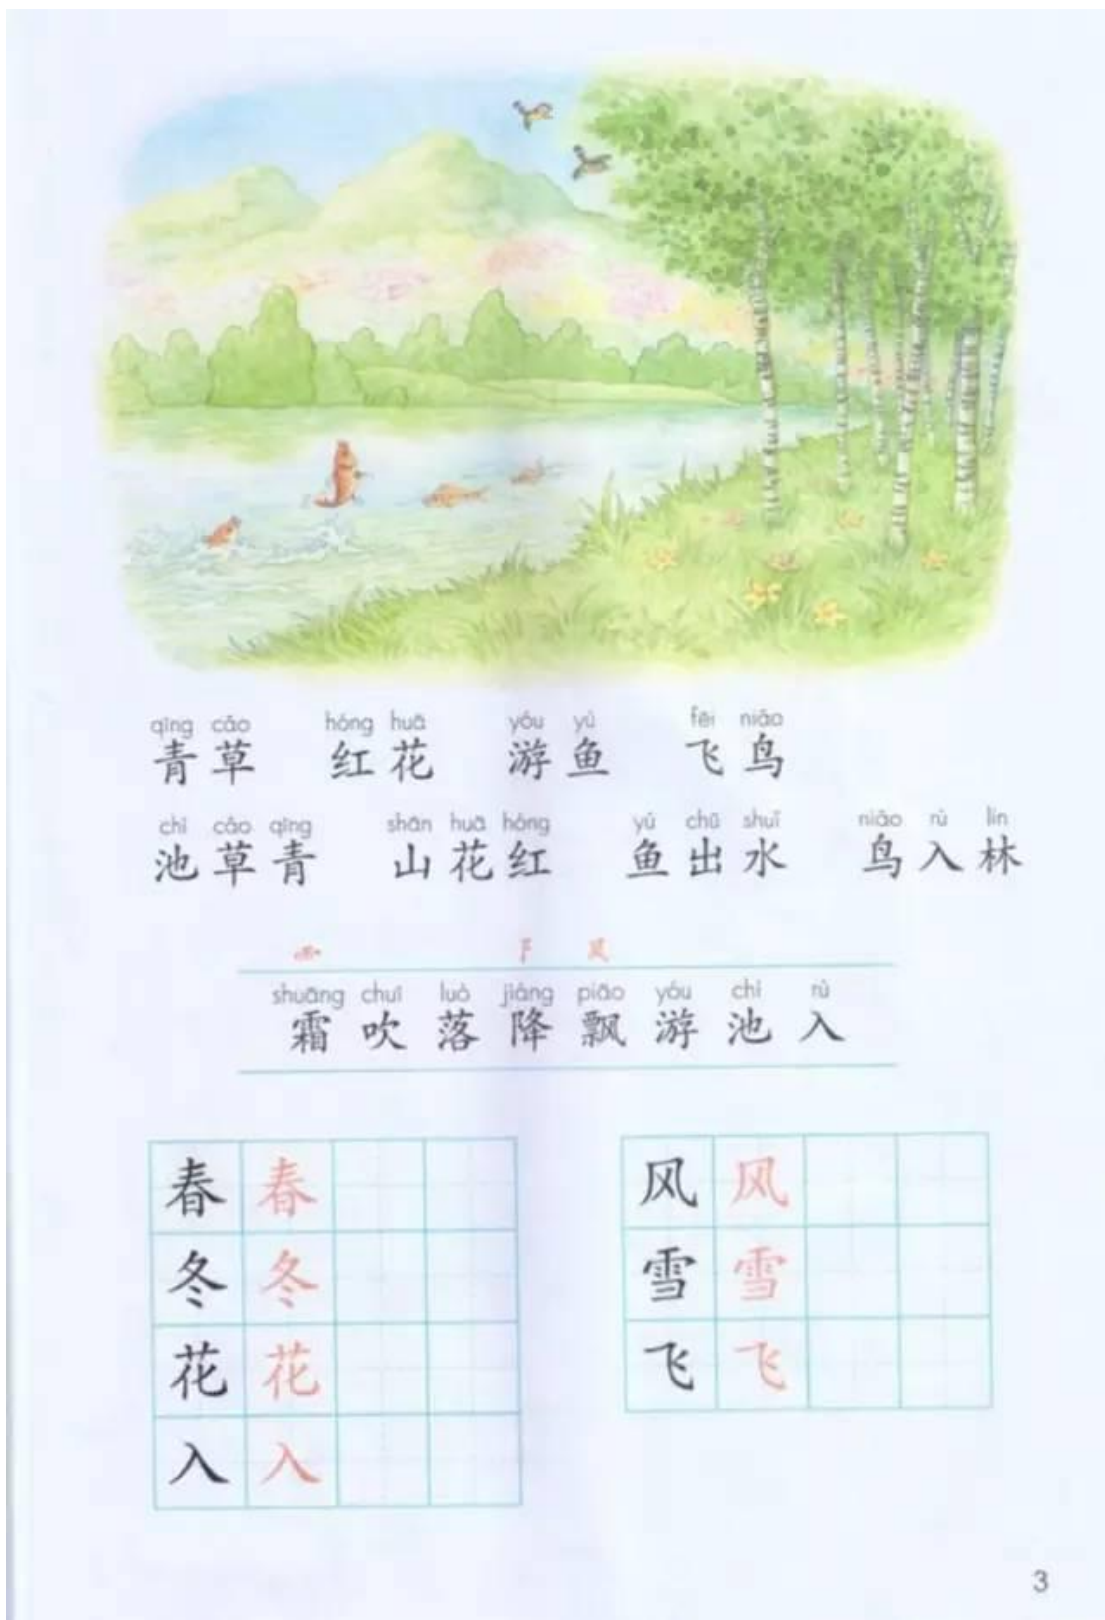 qīng cǎo hóng huā yóu yú fēi niǎo
青草 红花 游鱼 飞鸟
chí cǎo qīng shān huā hóng yú chū shuǐ niǎo rù lín
池草青 山花红 鱼出水 鸟入林
⻗ 阝 风
shuāng chuī luò jiàng piāo yóu chí rù
霜 吹 落 降 飘 游 池 入
春 春 风 风
冬 冬 雪 雪
花 花 飞 飞
入 入
3